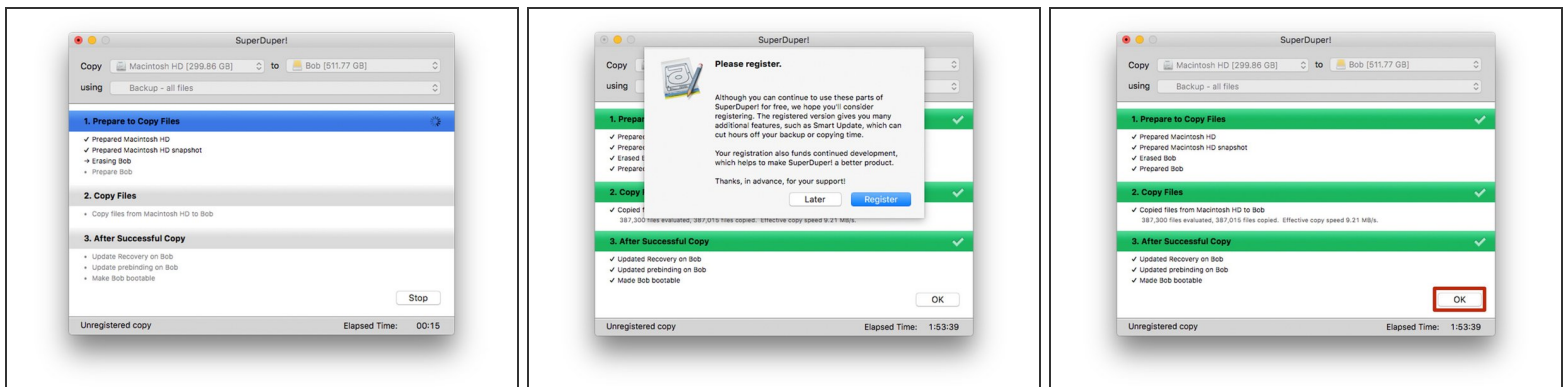 SuperDuper!
Copy Macintosh HD [299.86 GB] to Bob [511.77 GB]
using Backup - all files
1. Prepare to Copy Files
✓ Prepared Macintosh HD
✓ Prepared Macintosh HD snapshot
→ Erasing Bob
• Prepare Bob
2. Copy Files
• Copy files from Macintosh HD to Bob
3. After Successful Copy
• Update Recovery on Bob
• Update prebinding on Bob
• Make Bob bootable
Stop
Unregistered copy Elapsed Time: 00:15
SuperDuper!
Copy
using
Please register.
Although you can continue to use these parts of
SuperDuper! for free, we hope you'll consider
registering. The registered version gives you many
additional features, such as Smart Update, which can
cut hours off your backup or copying time.
Your registration also funds continued development,
which helps to make SuperDuper! a better product.
Thanks, in advance, for your support!
Later Register
1. Prepar
✓ Prepare
✓ Prepare
✓ Erased B
✓ Prepare
2. Copy F
✓ Copied f
387,300 files evaluated, 387,015 files copied. Effective copy speed 9.21 MB/s.
3. After Successful Copy
✓ Updated Recovery on Bob
✓ Updated prebinding on Bob
✓ Made Bob bootable
OK
Unregistered copy Elapsed Time: 1:53:39
SuperDuper!
Copy Macintosh HD [299.86 GB] to Bob [511.77 GB]
using Backup - all files
1. Prepare to Copy Files
✓ Prepared Macintosh HD
✓ Prepared Macintosh HD snapshot
✓ Erased Bob
✓ Prepared Bob
2. Copy Files
✓ Copied files from Macintosh HD to Bob
387,300 files evaluated, 387,015 files copied. Effective copy speed 9.21 MB/s.
3. After Successful Copy
✓ Updated Recovery on Bob
✓ Updated prebinding on Bob
✓ Made Bob bootable
OK
Unregistered copy Elapsed Time: 1:53:39